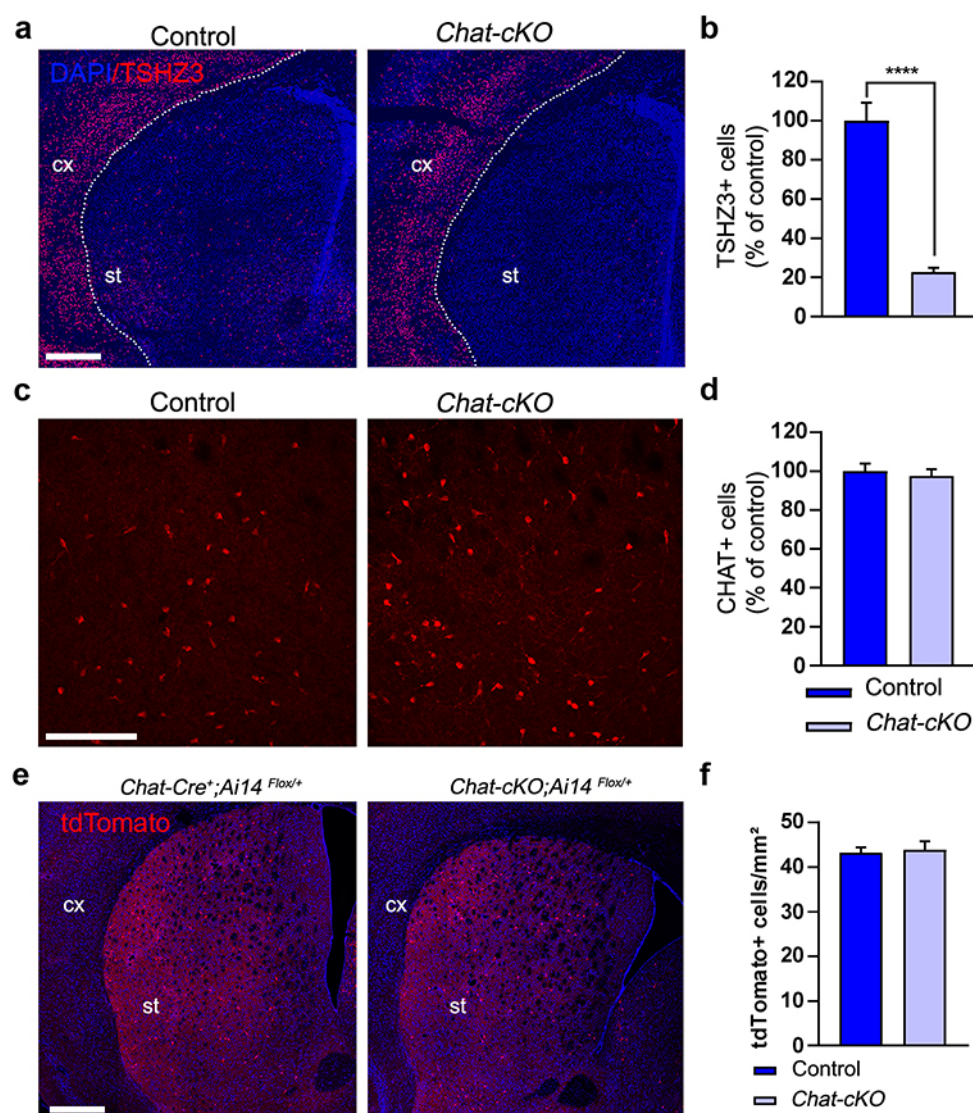 a
Control
Chat-cKO
DAPI/TSHZ3
cx
st
cx
st
b
TSHZ3+ cells
(% of control)
120
100
80
60
40
20
0
****
c
Control
Chat-cKO
d
CHAT+ cells
(% of control)
120
100
80
60
40
20
0
Control
Chat-cKO
e
Chat-Cre⁺;Ai14 ᶠˡᵒˣ/⁺
Chat-cKO;Ai14 ᶠˡᵒˣ/⁺
tdTomato
cx
st
cx
st
f
tdTomato+ cells/mm²
50
40
30
20
10
0
Control
Chat-cKO